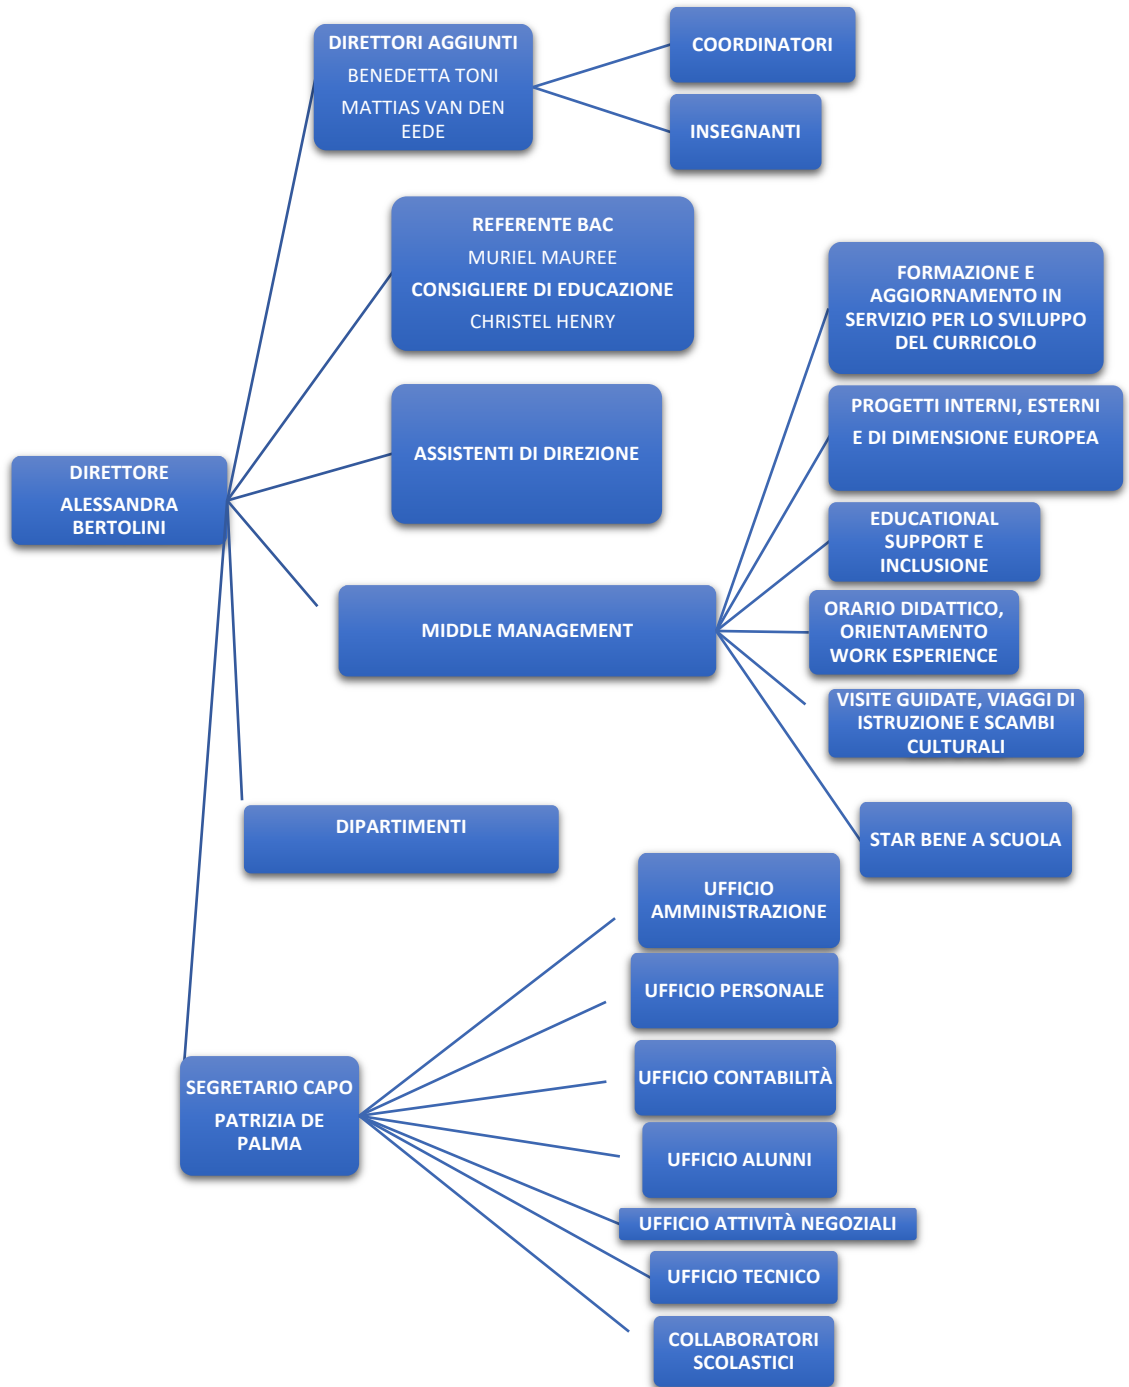 DIRETTORI AGGIUNTI
BENEDETTA TONI
MATTIAS VAN DEN
EEDE
COORDINATORI
INSEGNANTI
REFERENTE BAC
MURIEL MAUREE
CONSIGLIERE DI EDUCAZIONE
CHRISTEL HENRY
FORMAZIONE E
AGGIORNAMENTO IN
SERVIZIO PER LO SVILUPPO
DEL CURRICOLO
PROGETTI INTERNI, ESTERNI
E DI DIMENSIONE EUROPEA
ASSISTENTI DI DIREZIONE
DIRETTORE
ALESSANDRA
BERTOLINI
EDUCATIONAL
SUPPORT E
INCLUSIONE
ORARIO DIDATTICO,
ORIENTAMENTO
WORK ESPERIENCE
MIDDLE MANAGEMENT
VISITE GUIDATE, VIAGGI DI
ISTRUZIONE E SCAMBI
CULTURALI
STAR BENE A SCUOLA
DIPARTIMENTI
UFFICIO
AMMINISTRAZIONE
UFFICIO PERSONALE
UFFICIO CONTABILITÀ
SEGRETARIO CAPO
PATRIZIA DE
PALMA
UFFICIO ALUNNI
UFFICIO ATTIVITÀ NEGOZIALI
UFFICIO TECNICO
COLLABORATORI
SCOLASTICI